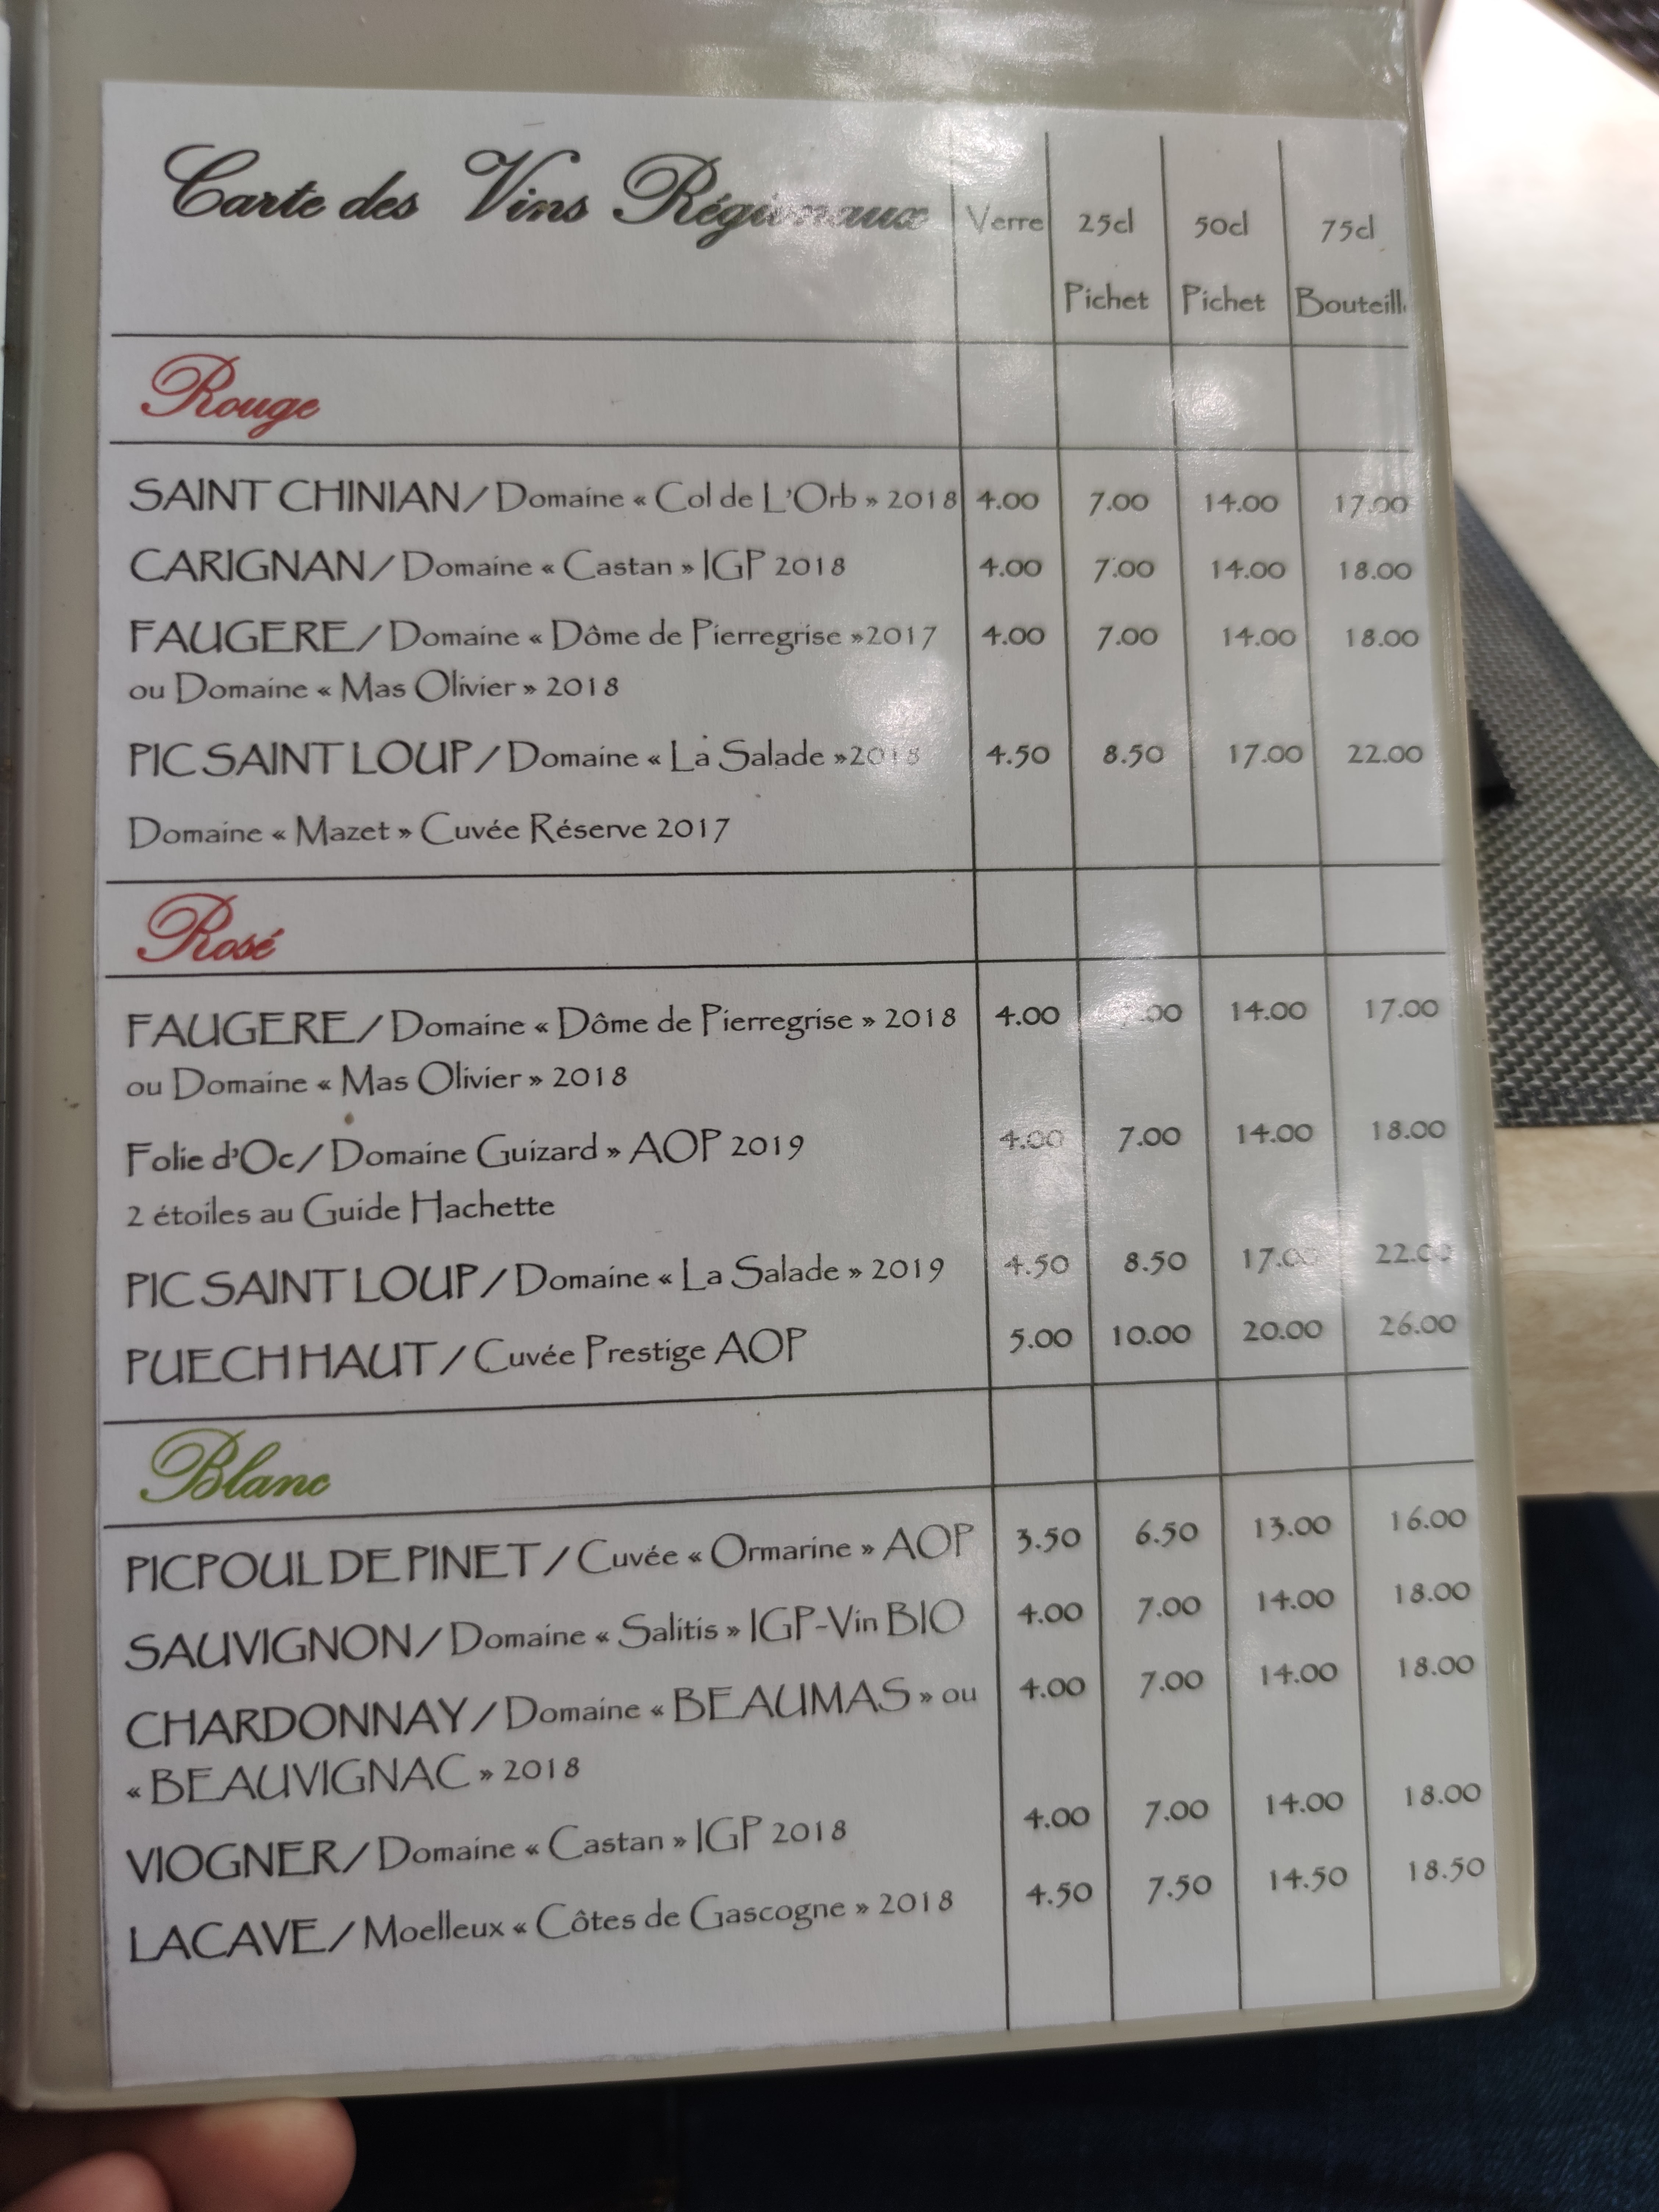 Carte des Vins Régionaux Verre 25cl 50cl 75cl
Pichet Pichet Bouteill
Rouge
SAINT CHINIAN / Domaine « Col de L'Orb » 2018 4.00 7.00 14.00 17.00
CARIGNAN / Domaine « Castan » IGP 2018 4.00 7.00 14.00 18.00
FAUGERE / Domaine « Dôme de Pierregrise »2017 4.00 7.00 14.00 18.00
ou Domaine « Mas Olivier » 2018
PIC SAINT LOUP / Domaine « La Salade »2018 4.50 8.50 17.00 22.00
Domaine « Mazet » Cuvée Réserve 2017
Rosé
FAUGERE / Domaine « Dôme de Pierregrise » 2018 4.00 14.00 17.00
ou Domaine « Mas Olivier » 2018
Folie d'Oc / Domaine Guizard » AOP 2019 4.00 7.00 14.00 18.00
2 étoiles au Guide Hachette
PIC SAINT LOUP / Domaine « La Salade » 2019 4.50 8.50 17.00 22.00
PUECH HAUT / Cuvée Prestige AOP 5.00 10.00 20.00 26.00
Blanc
PICPOUL DE PINET / Cuvée « Ormarine » AOP 3.50 6.50 13.00 16.00
SAUVIGNON / Domaine « Salitis » IGP-Vin BIO 4.00 7.00 14.00 18.00
CHARDONNAY / Domaine « BEAUMAS » ou 4.00 7.00 14.00 18.00
« BEAUVIGNAC » 2018
VIOGNER / Domaine « Castan » IGP 2018 4.00 7.00 14.00 18.00
LACAVE / Moelleux « Côtes de Gascogne » 2018 4.50 7.50 14.50 18.50